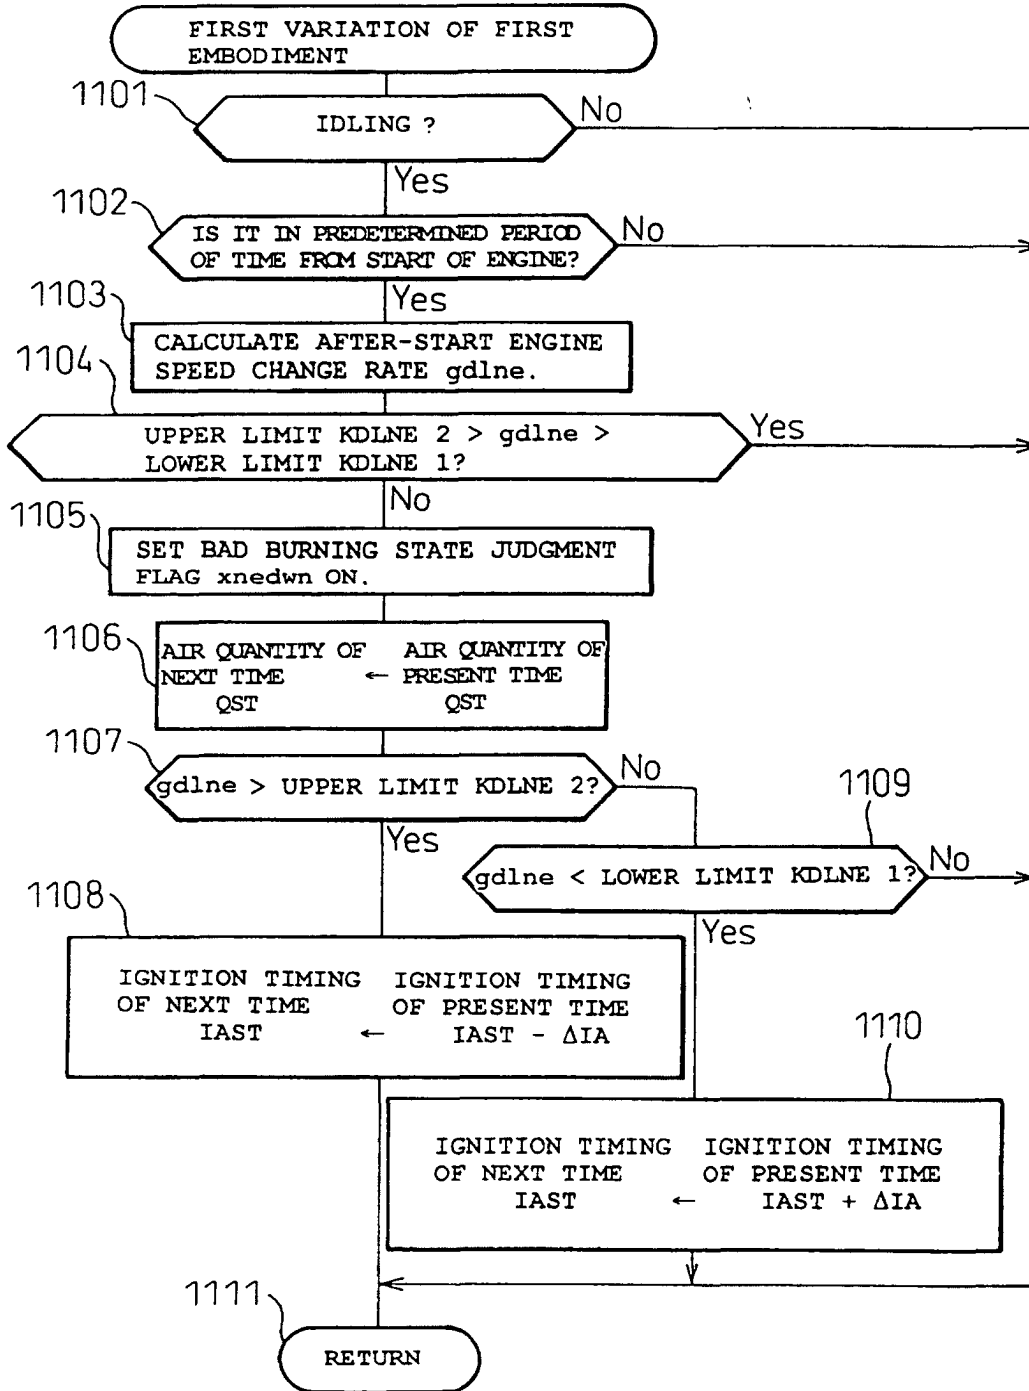 FIRST VARIATION OF FIRST
EMBODIMENT
1101
IDLING ?
No
Yes
1102
IS IT IN PREDETERMINED PERIOD
OF TIME FROM START OF ENGINE?
No
Yes
1103
CALCULATE AFTER-START ENGINE
SPEED CHANGE RATE gdlne.
1104
UPPER LIMIT KDLNE 2 > gdlne >
LOWER LIMIT KDLNE 1?
Yes
No
1105
SET BAD BURNING STATE JUDGMENT
FLAG xnedwn ON.
1106
AIR QUANTITY OF AIR QUANTITY OF
NEXT TIME ← PRESENT TIME
QST QST
1107
gdlne > UPPER LIMIT KDLNE 2?
No
Yes
1109
gdlne < LOWER LIMIT KDLNE 1?
No
Yes
1108
IGNITION TIMING IGNITION TIMING
OF NEXT TIME OF PRESENT TIME
IAST ← IAST - ΔIA
1110
IGNITION TIMING IGNITION TIMING
OF NEXT TIME OF PRESENT TIME
IAST ← IAST + ΔIA
1111
RETURN